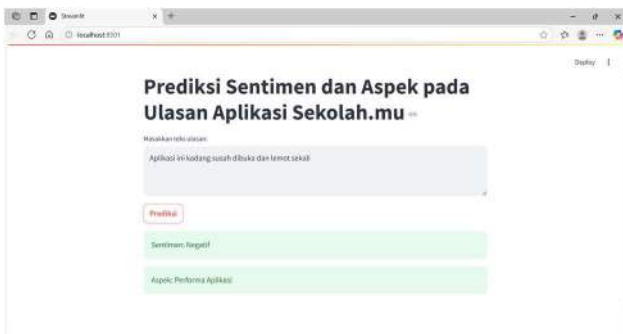 Streamlit
localhost:8501
Deploy
Prediksi Sentimen dan Aspek pada
Ulasan Aplikasi Sekolah.mu
Masukkan teks ulasan:
Aplikasi ini kadang susah dibuka dan lemot sekali
Prediksi
Sentimen: Negatif
Aspek: Performa Aplikasi